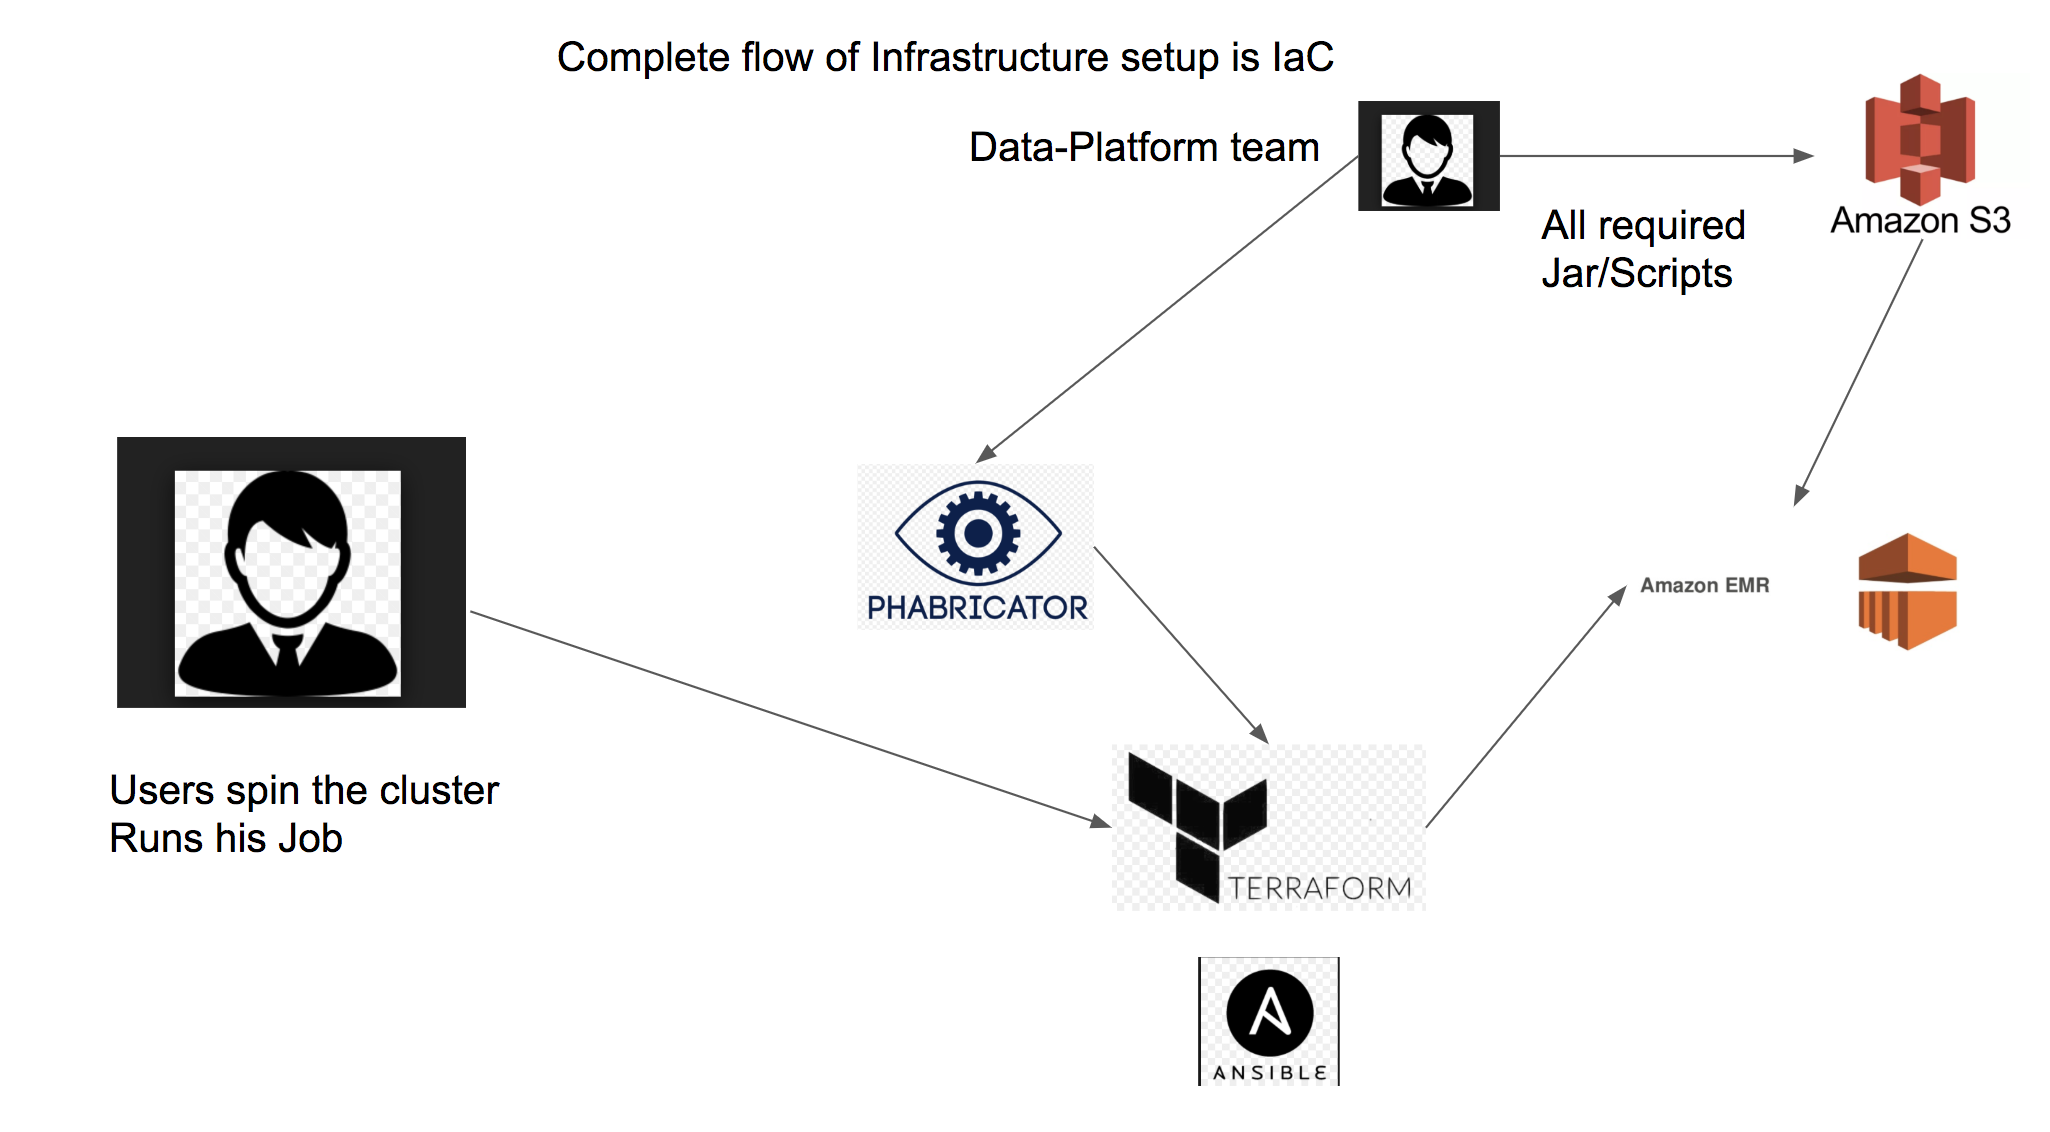 Complete flow of Infrastructure setup is IaC
Data-Platform team
All required
Jar/Scripts
Amazon S3
PHABRICATOR
Amazon EMR
Users spin the cluster
Runs his Job
TERRAFORM
ANSIBLE